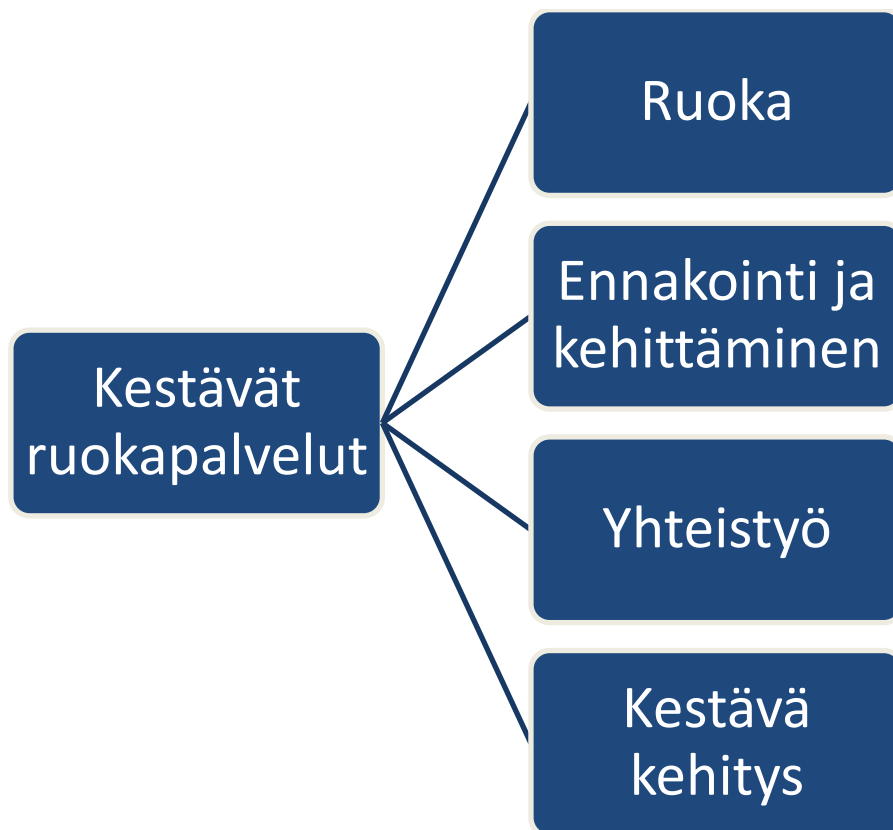 Kestävät
ruokapalvelut
Ruoka
Ennakointi ja
kehittäminen
Yhteistyö
Kestävä
kehitys